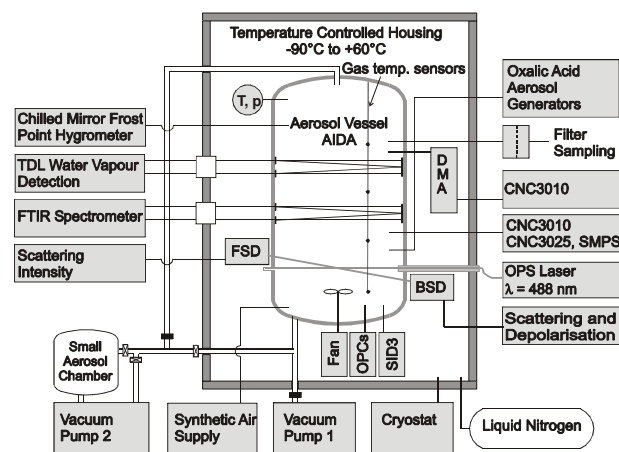 Temperature Controlled Housing
-90°C to +60°C
Gas temp. sensors
Oxalic Acid
Aerosol
Generators
T, p
Chilled Mirror Frost
Point Hygrometer
Aerosol Vessel
AIDA
Filter
Sampling
TDL Water Vapour
Detection
DMA
CNC3010
FTIR Spectrometer
CNC3010
CNC3025, SMPS
Scattering
Intensity
FSD
BSD
OPS Laser
λ = 488 nm
Scattering and
Depolarisation
Small
Aerosol
Chamber
Fan
OPCs
SID3
Vacuum
Pump 2
Synthetic Air
Supply
Vacuum
Pump 1
Cryostat
Liquid Nitrogen